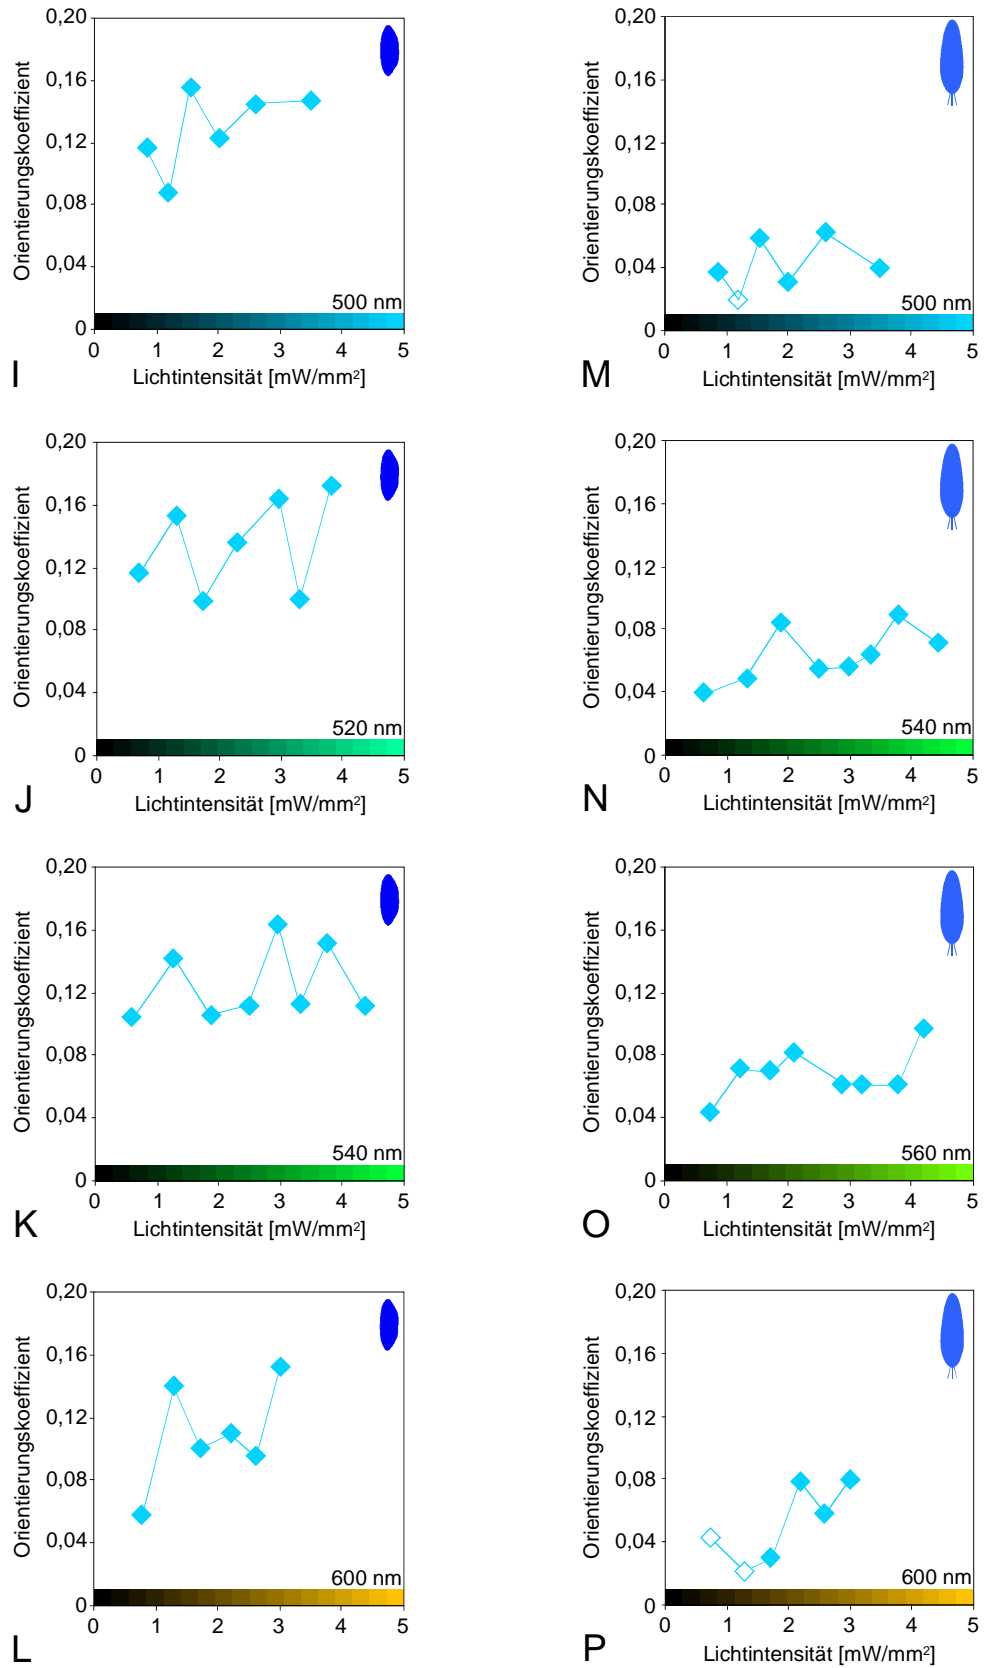 0,20
0,16
0,12
0,08
0,04
0
Orientierungskoeffizient
500 nm
0 1 2 3 4 5
Lichtintensität [mW/mm²]
I
0,20
0,16
0,12
0,08
0,04
0
Orientierungskoeffizient
500 nm
0 1 2 3 4 5
Lichtintensität [mW/mm²]
M
0,20
0,16
0,12
0,08
0,04
0
Orientierungskoeffizient
520 nm
0 1 2 3 4 5
Lichtintensität [mW/mm²]
J
0,20
0,16
0,12
0,08
0,04
0
Orientierungskoeffizient
540 nm
0 1 2 3 4 5
Lichtintensität [mW/mm²]
N
0,20
0,16
0,12
0,08
0,04
0
Orientierungskoeffizient
540 nm
0 1 2 3 4 5
Lichtintensität [mW/mm²]
K
0,20
0,16
0,12
0,08
0,04
0
Orientierungskoeffizient
560 nm
0 1 2 3 4 5
Lichtintensität [mW/mm²]
O
0,20
0,16
0,12
0,08
0,04
0
Orientierungskoeffizient
600 nm
0 1 2 3 4 5
Lichtintensität [mW/mm²]
L
0,20
0,16
0,12
0,08
0,04
0
Orientierungskoeffizient
600 nm
0 1 2 3 4 5
Lichtintensität [mW/mm²]
P